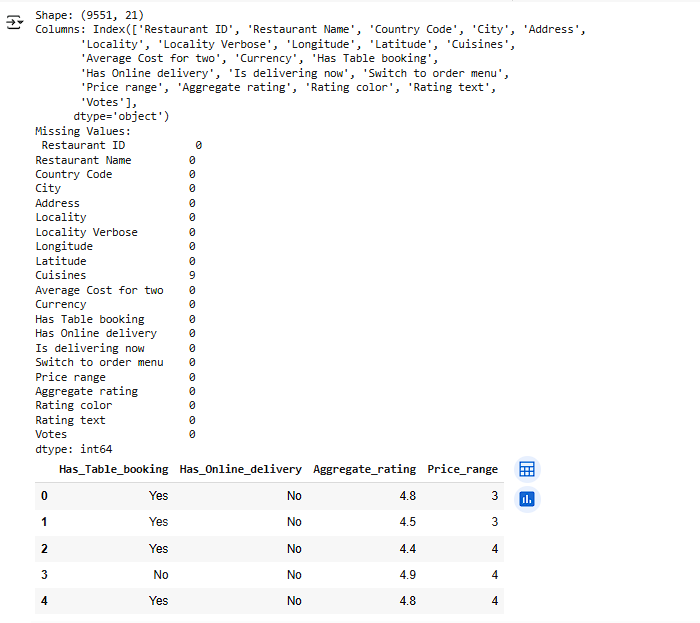 Shape: (9551, 21)
Columns: Index(['Restaurant ID', 'Restaurant Name', 'Country Code', 'City', 'Address',
       'Locality', 'Locality Verbose', 'Longitude', 'Latitude', 'Cuisines',
       'Average Cost for two', 'Currency', 'Has Table booking',
       'Has Online delivery', 'Is delivering now', 'Switch to order menu',
       'Price range', 'Aggregate rating', 'Rating color', 'Rating text',
       'Votes'],
      dtype='object')
Missing Values:
 Restaurant ID           0
Restaurant Name         0
Country Code            0
City                    0
Address                 0
Locality                0
Locality Verbose        0
Longitude               0
Latitude                0
Cuisines                9
Average Cost for two    0
Currency                0
Has Table booking       0
Has Online delivery     0
Is delivering now       0
Switch to order menu    0
Price range             0
Aggregate rating        0
Rating color            0
Rating text             0
Votes                   0
dtype: int64
Has_Table_booking Has_Online_delivery Aggregate_rating Price_range
0 Yes No 4.8 3
1 Yes No 4.5 3
2 Yes No 4.4 4
3 No No 4.9 4
4 Yes No 4.8 4